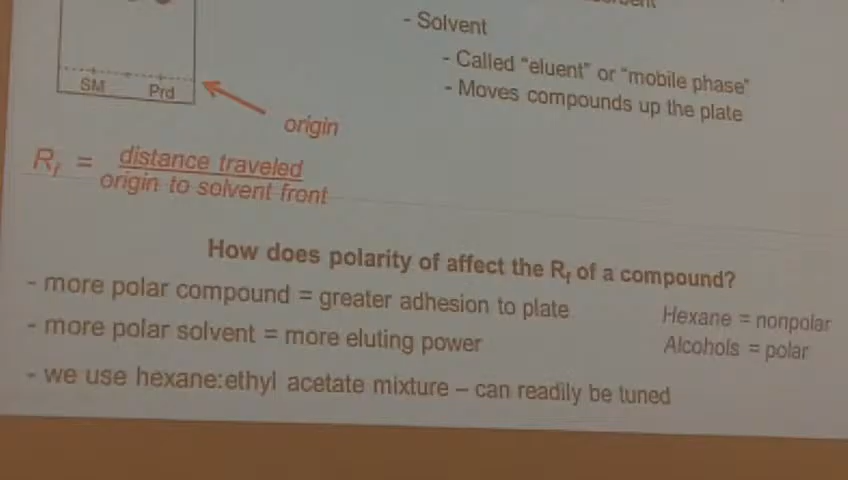 - Solvent
- Called “eluent” or “mobile phase”
- Moves compounds up the plate
SM Prd
origin
Rf = distance traveled
origin to solvent front
How does polarity of affect the Rf of a compound?
- more polar compound = greater adhesion to plate
- more polar solvent = more eluting power
- we use hexane:ethyl acetate mixture – can readily be tuned
Hexane = nonpolar
Alcohols = polar